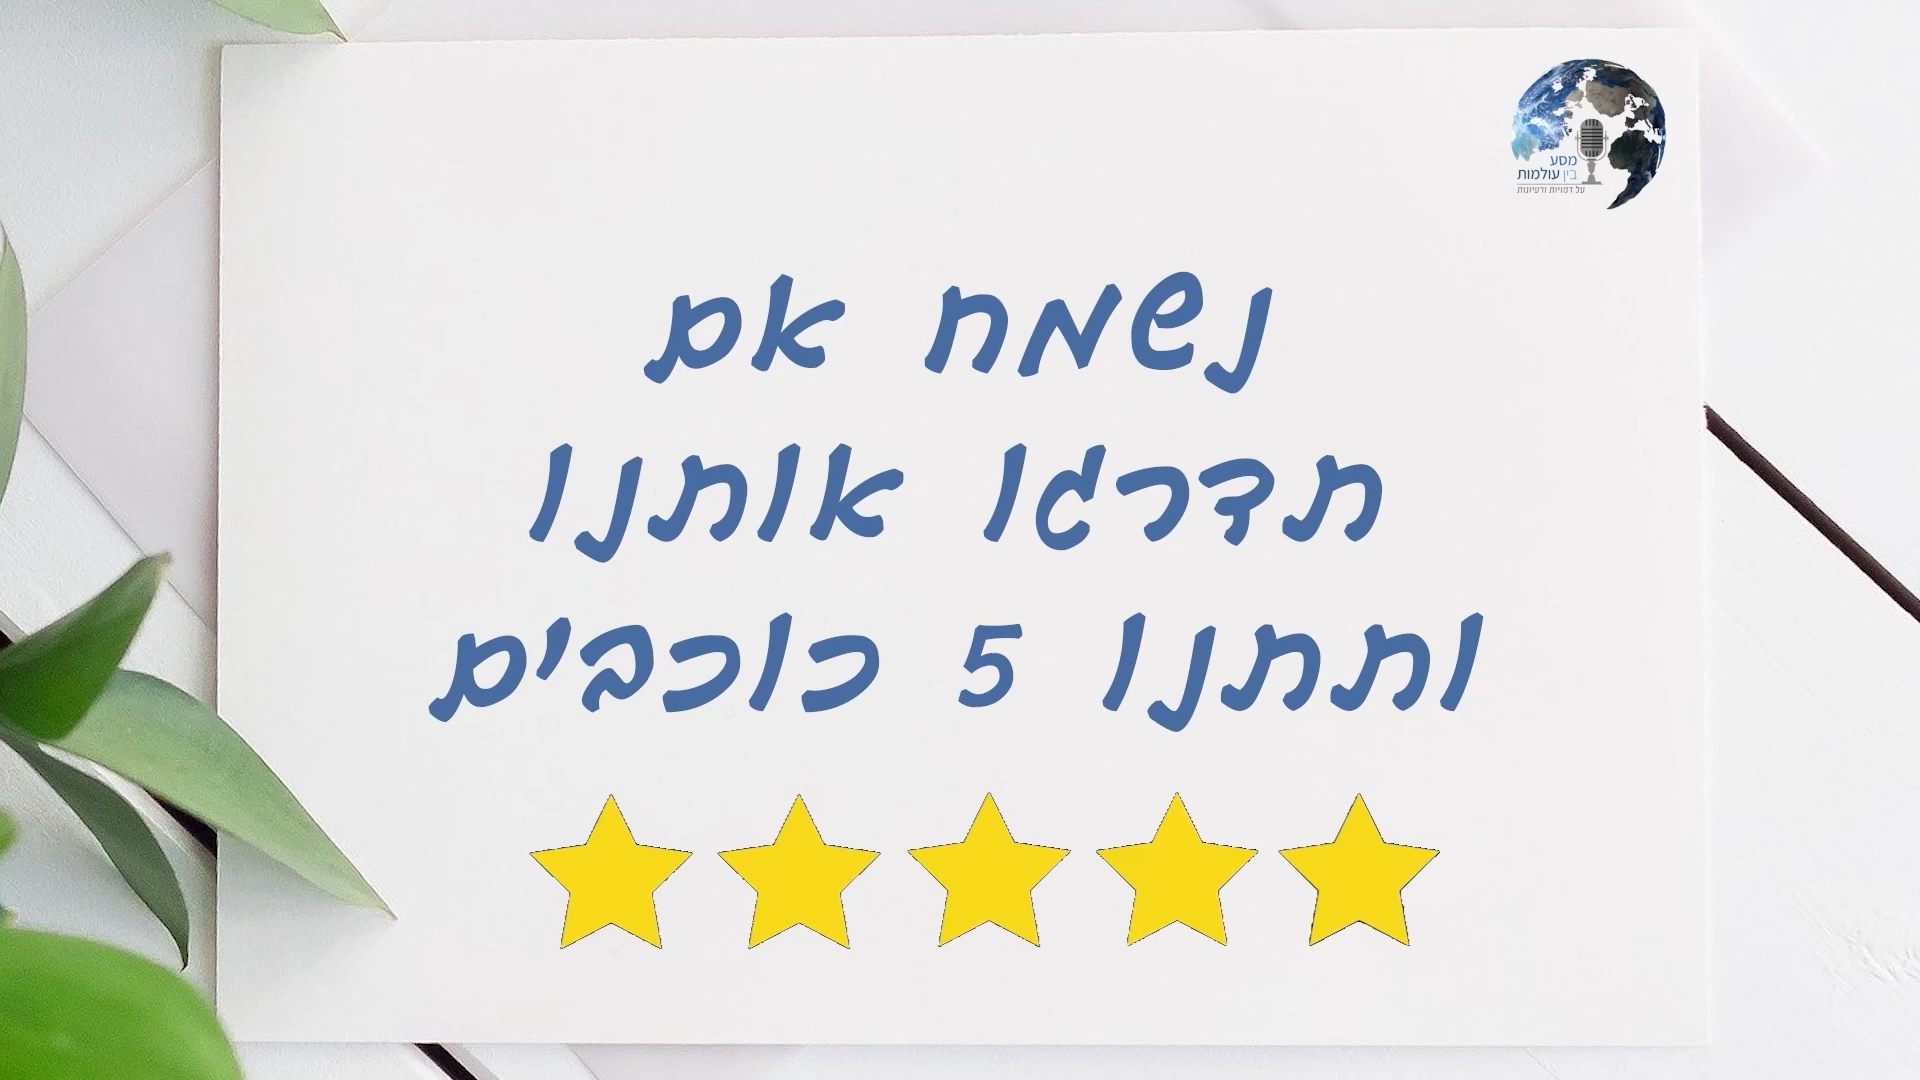 מסע
בין עולמות
על דמויות ורעיונות
נשמח אם
תדרגו אותנו
ותתנו 5 כוכבים